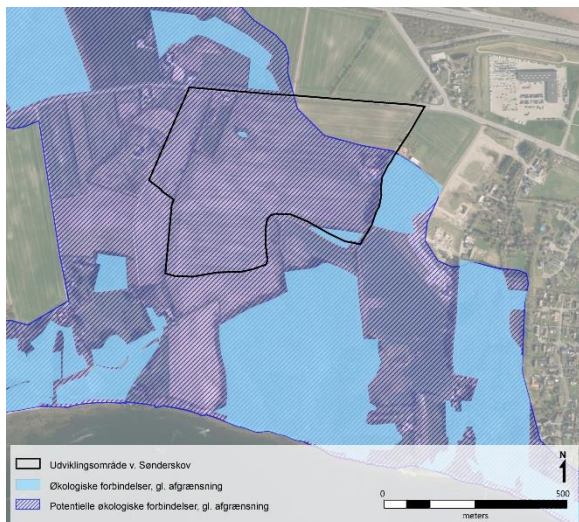 Udviklingsområde v. Sønderskov
Økologiske forbindelser, gl. afgrænsning
Potentielle økologiske forbindelser, gl. afgrænsning
N
0 500
meters